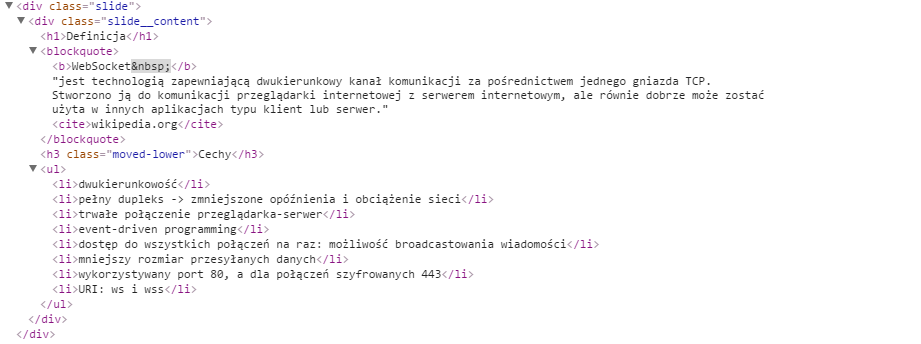 ▼<div class="slide">
▼<div class="slide__content">
<h1>Definicja</h1>
▼<blockquote>
<b>WebSocket&nbsp;</b>
"jest technologią zapewniającą dwukierunkowy kanał komunikacji za pośrednictwem jednego gniazda TCP.
Stworzono ją do komunikacji przeglądarki internetowej z serwerem internetowym, ale równie dobrze może zostać
użyta w innych aplikacjach typu klient lub serwer."
<cite>wikipedia.org</cite>
</blockquote>
<h3 class="moved-lower">Cechy</h3>
▼<ul>
<li>dwukierunkowość</li>
<li>pełny dupleks -> zmniejszone opóźnienia i obciążenie sieci</li>
<li>trwałe połączenie przeglądarka-serwer</li>
<li>event-driven programming</li>
<li>dostęp do wszystkich połączeń na raz: możliwość broadcastowania wiadomości</li>
<li>mniejszy rozmiar przesyłanych danych</li>
<li>wykorzystywany port 80, a dla połączeń szyfrowanych 443</li>
<li>URI: ws i wss</li>
</ul>
</div>
</div>